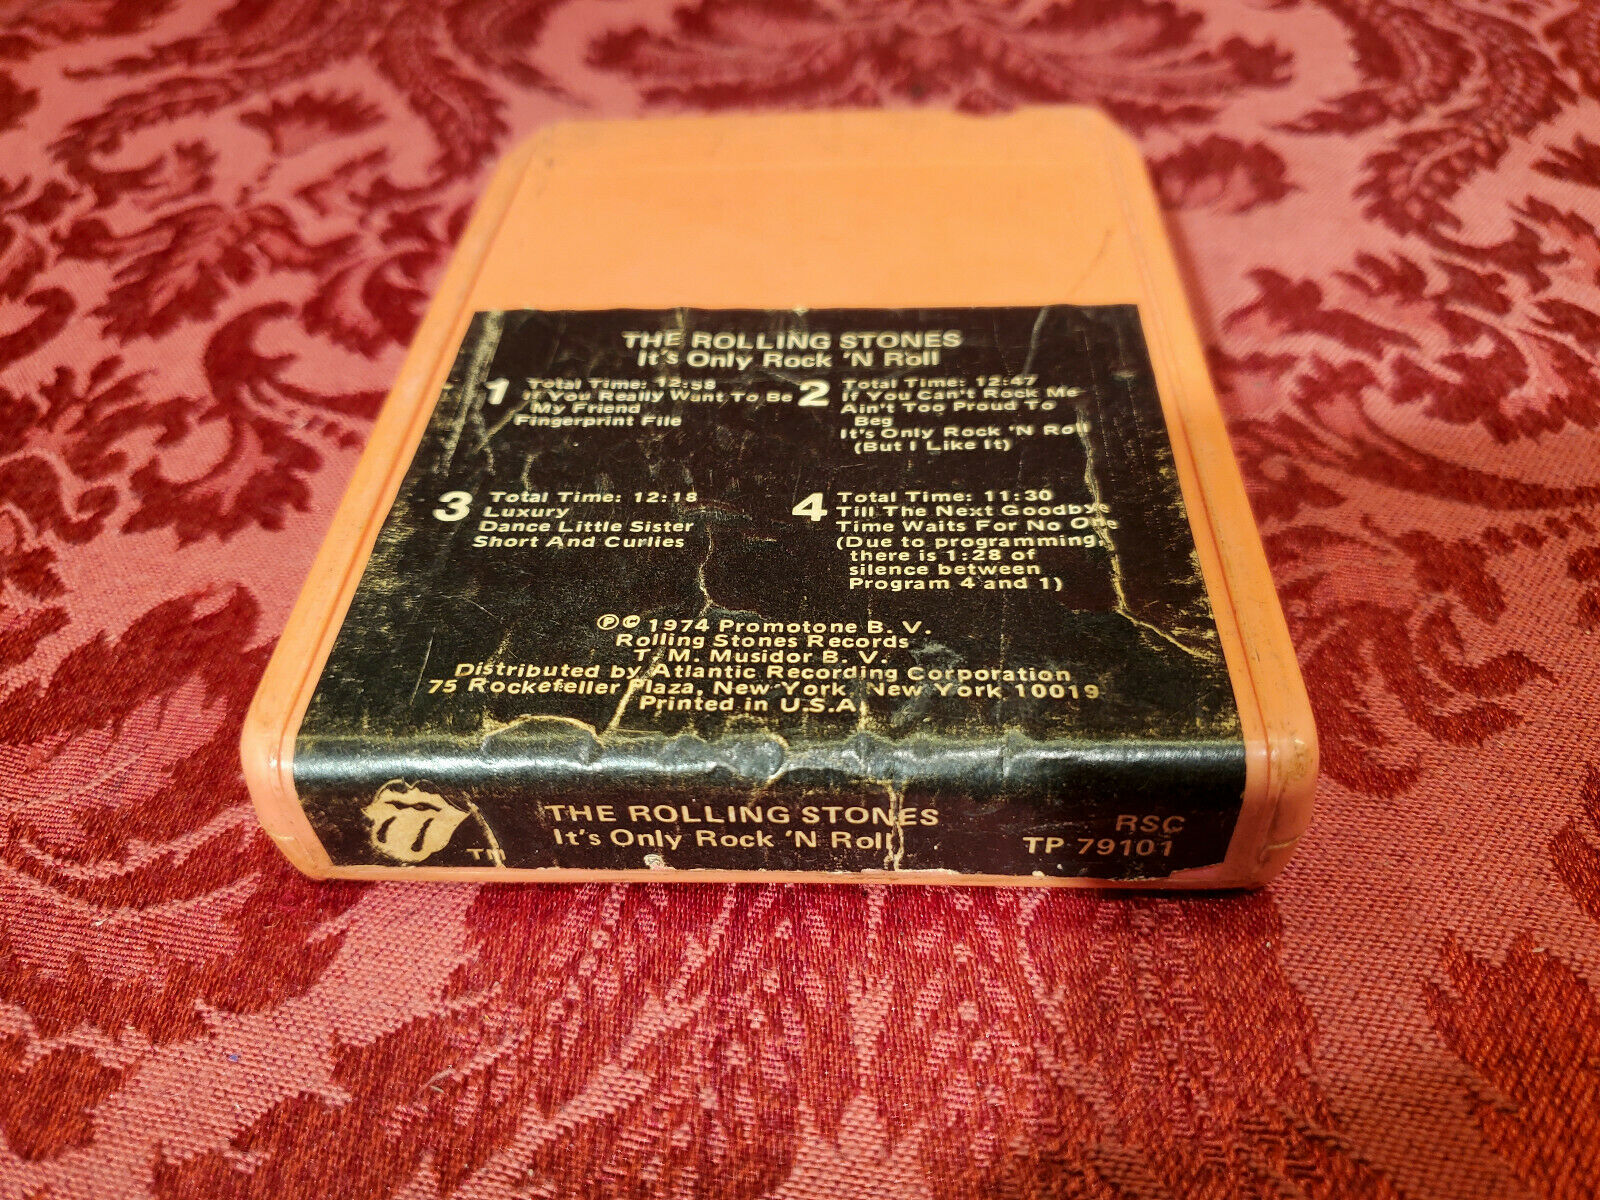 THE ROLLING STONES
It's Only Rock 'N Roll
1 Total Time: 12:58
If You Really Want To Be
My Friend
Fingerprint File
2 Total Time: 12:47
If You Can't Rock Me
Ain't Too Proud To
Beg
It's Only Rock 'N Roll
(But I Like It)
3 Total Time: 12:18
Luxury
Dance Little Sister
Short And Curlies
4 Total Time: 11:30
Till The Next Goodbye
Time Waits For No One
(Due to programming,
there is 1:28 of
silence between
Program 4 and 1)
Ⓟ© 1974 Promotone B. V.
Rolling Stones Records
T. M. Musidor B. V.
Distributed by Atlantic Recording Corporation
75 Rockefeller Plaza, New York, New York 10019
Printed in U.S.A.
TM
THE ROLLING STONES
It's Only Rock 'N Roll
RSC
TP 79101